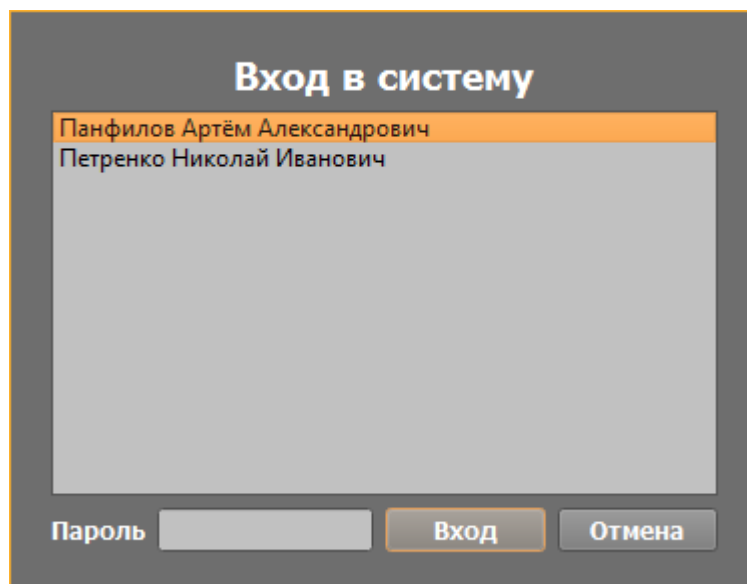 Вход в систему
Панфилов Артём Александрович
Петренко Николай Иванович
Пароль Вход Отмена